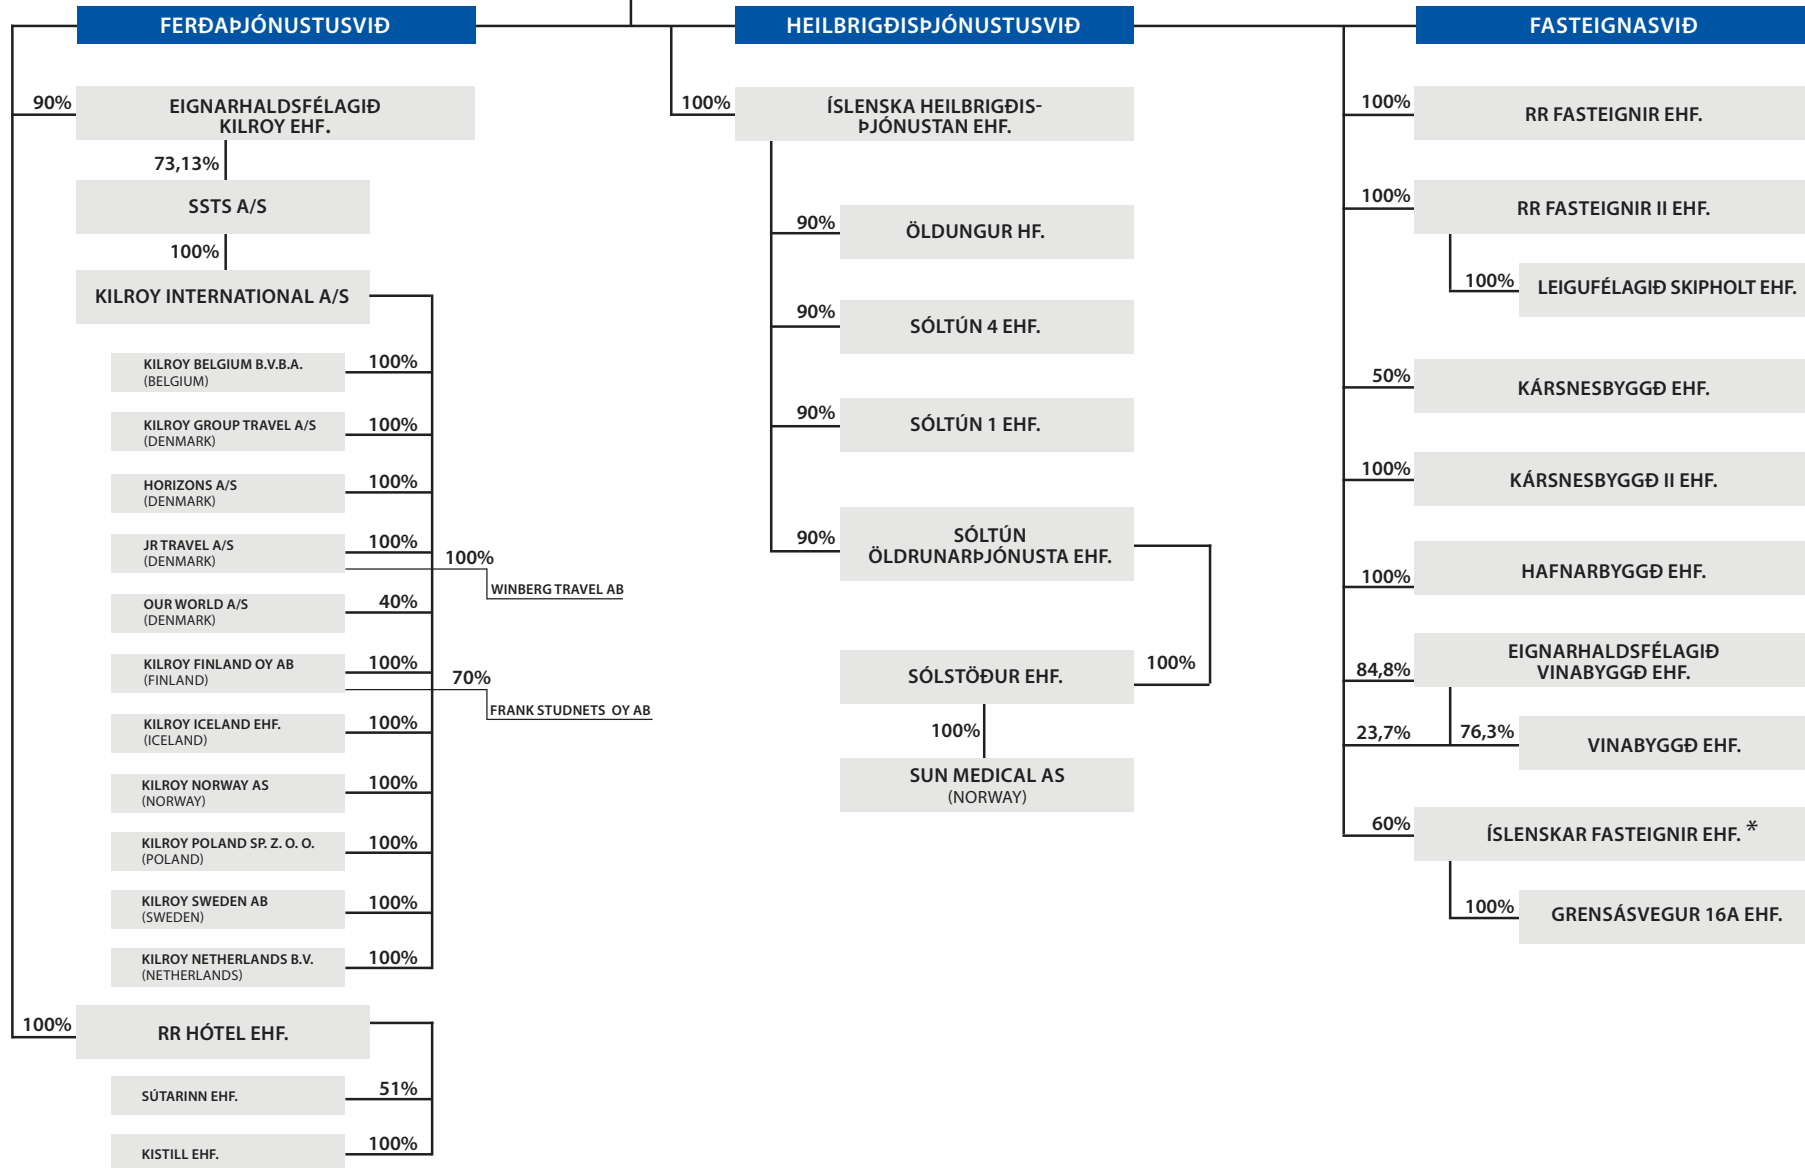 FERÐAÞJÓNUSTUSVIÐ
90%
EIGNARHALDSFÉLAGIÐ
KILROY EHF.
73,13%
SSTS A/S
100%
KILROY INTERNATIONAL A/S
KILROY BELGIUM B.V.B.A.
(BELGIUM)
100%
KILROY GROUP TRAVEL A/S
(DENMARK)
100%
HORIZONS A/S
(DENMARK)
100%
JR TRAVEL A/S
(DENMARK)
100%
100%
WINBERG TRAVEL AB
OUR WORLD A/S
(DENMARK)
40%
KILROY FINLAND OY AB
(FINLAND)
100%
70%
FRANK STUDNETS OY AB
KILROY ICELAND EHF.
(ICELAND)
100%
KILROY NORWAY AS
(NORWAY)
100%
KILROY POLAND SP. Z. O. O.
(POLAND)
100%
KILROY SWEDEN AB
(SWEDEN)
100%
KILROY NETHERLANDS B.V.
(NETHERLANDS)
100%
100%
RR HÓTEL EHF.
SÚTARINN EHF.
51%
KISTILL EHF.
100%
HEILBRIGÐISÞJÓNUSTUSVIÐ
100%
ÍSLENSKA HEILBRIGÐIS-
ÞJÓNUSTAN EHF.
90%
ÖLDUNGUR HF.
90%
SÓLTÚN 4 EHF.
90%
SÓLTÚN 1 EHF.
90%
SÓLTÚN
ÖLDRUNARÞJÓNUSTA EHF.
SÓLSTÖÐUR EHF.
100%
100%
SUN MEDICAL AS
(NORWAY)
FASTEIGNASVIÐ
100%
RR FASTEIGNIR EHF.
100%
RR FASTEIGNIR II EHF.
100%
LEIGUFÉLAGIÐ SKIPHOLT EHF.
50%
KÁRSNESBYGGÐ EHF.
100%
KÁRSNESBYGGÐ II EHF.
100%
HAFNARBYGGÐ EHF.
84,8%
EIGNARHALDSFÉLAGIÐ
VINABYGGÐ EHF.
23,7%
76,3%
VINABYGGÐ EHF.
60%
ÍSLENSKAR FASTEIGNIR EHF. *
100%
GRENSÁSVEGUR 16A EHF.